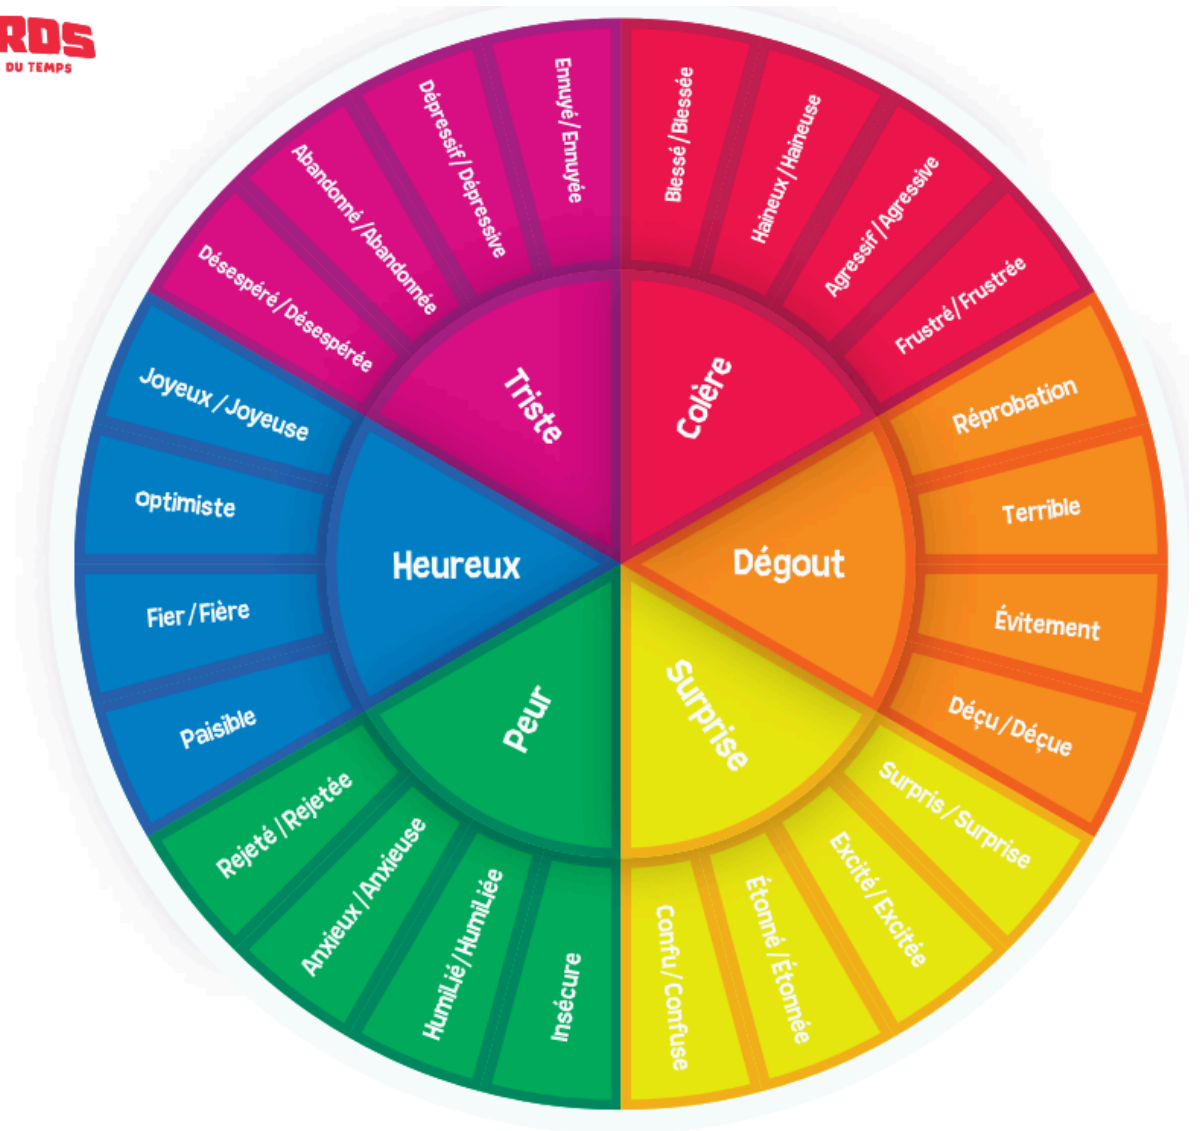 RDS
DU TEMPS
Ennuyé/Ennuyée
Dépressif/Dépressive
Abandonné/Abandonnée
Désespéré/Désespérée
Triste
Blessé/Blessée
Haineux/Haineuse
Agressif/Agressive
Frustré/Frustrée
Colère
Réprobation
Terrible
Évitement
Déçu/Déçue
Dégout
Surpris/Surprise
Excité/Excitée
Étonné/Étonnée
Confu/Confuse
Surprise
Insécure
HumiLié/HumiLiée
Anxieux/Anxieuse
Rejeté/Rejetée
Peur
Paisible
Fier/Fière
Optimiste
Joyeux/Joyeuse
Heureux